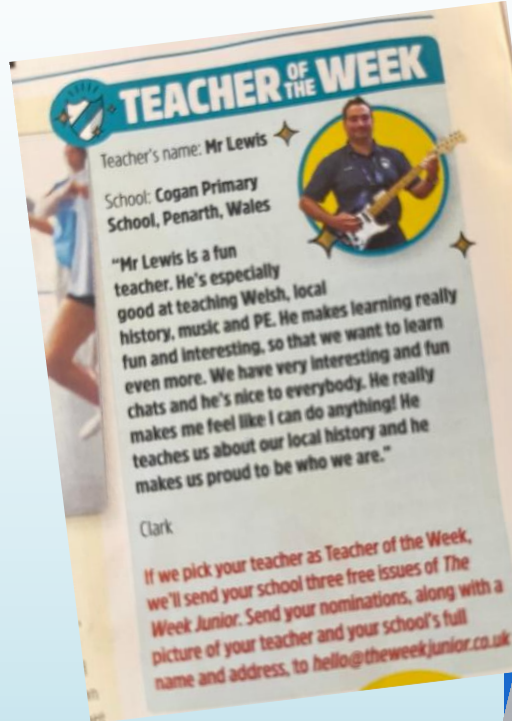 TEACHER OF THE WEEK
Teacher's name: Mr Lewis
School: Cogan Primary
School, Penarth, Wales
"Mr Lewis is a fun
teacher. He's especially
good at teaching Welsh, local
history, music and PE. He makes learning really
fun and interesting, so that we want to learn
even more. We have very interesting and fun
chats and he's nice to everybody. He really
makes me feel like I can do anything! He
teaches us about our local history and he
makes us proud to be who we are."
Clark
If we pick your teacher as Teacher of the Week,
we'll send your school three free issues of The
Week Junior. Send your nominations, along with a
picture of your teacher and your school's full
name and address, to hello@theweekjunior.co.uk